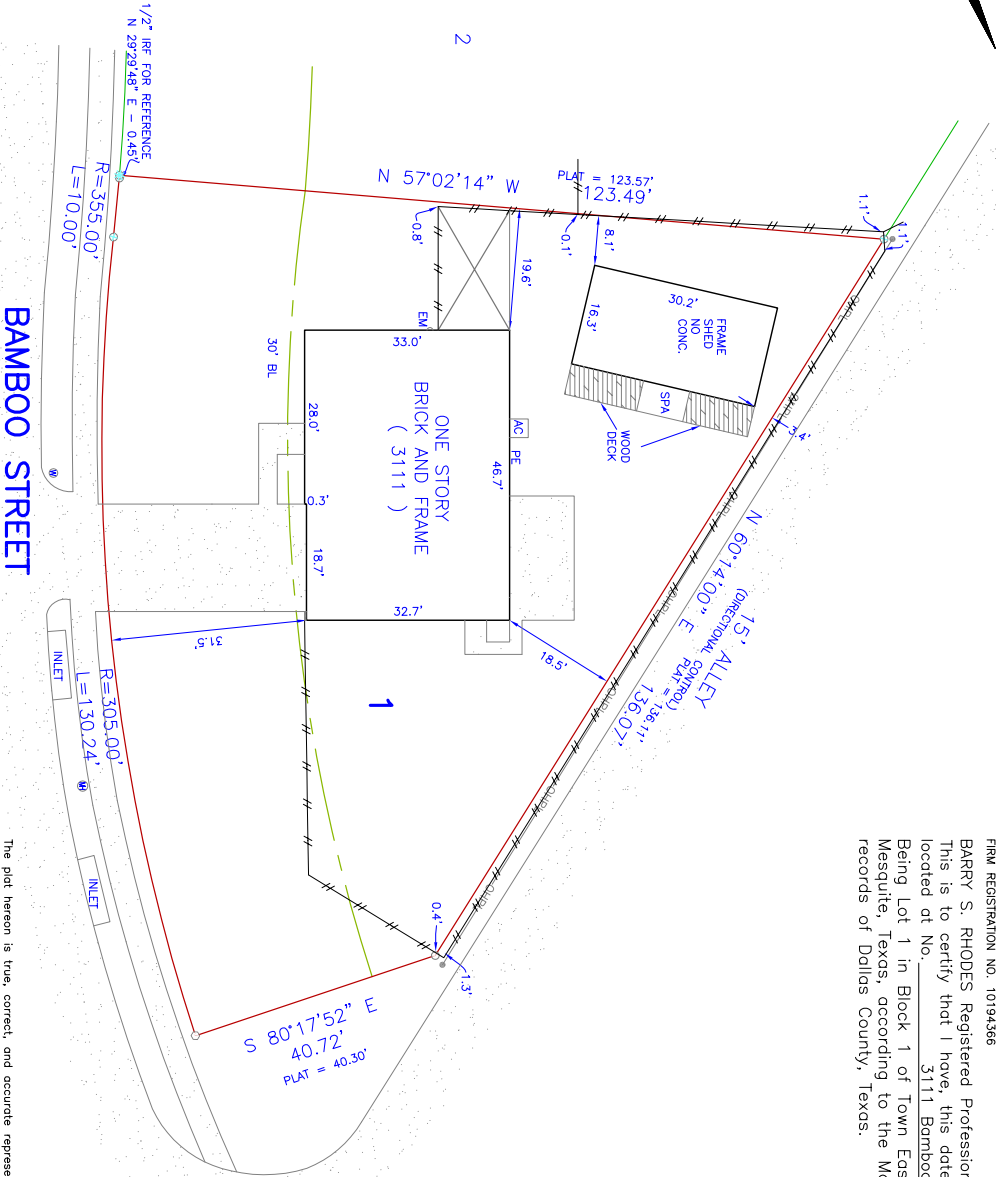 FIRM REGISTRATION NO. 10194366
BARRY S. RHODES Registered
This is to certify that I have, this date
located at No. 3111
Being Lot 1 in Block 1 of Town
Mesquite, Texas, according to the
records of Dallas County, Texas.
2
1/2" IRF FOR REFERENCE
N 29°29'48" E - 0.45'
R=355.00'
L=10.00'
N 57°02'14" W
PLAT = 123.57'
123.49'
1.1'
1.1'
0.8'
0.1'
8.1'
19.6'
30.2'
16.3'
FRAME
SHED
NO
CONC.
SPA
WOOD
DECK
3.4'
OHPL
OHPL
OHPL
OHPL
OHPL
OHPL
OHPL
15' ALLEY
(DIRECTIONAL CONTROL)
N 60°14'00" E
PLAT = 136.11'
136.07'
EM
33.0'
30' BL
28.0'
0.3'
18.7'
ONE STORY
BRICK AND FRAME
( 3111 )
AC
PE
46.7'
32.7'
18.5'
31.5'
1
BAMBOO STREET
W
INLET
R=305.00'
L=130.24'
MH
INLET
0.4'
1.3'
S 80°17'52" E
40.72'
PLAT = 40.30'
The plat hereon is true, correct, and accurate